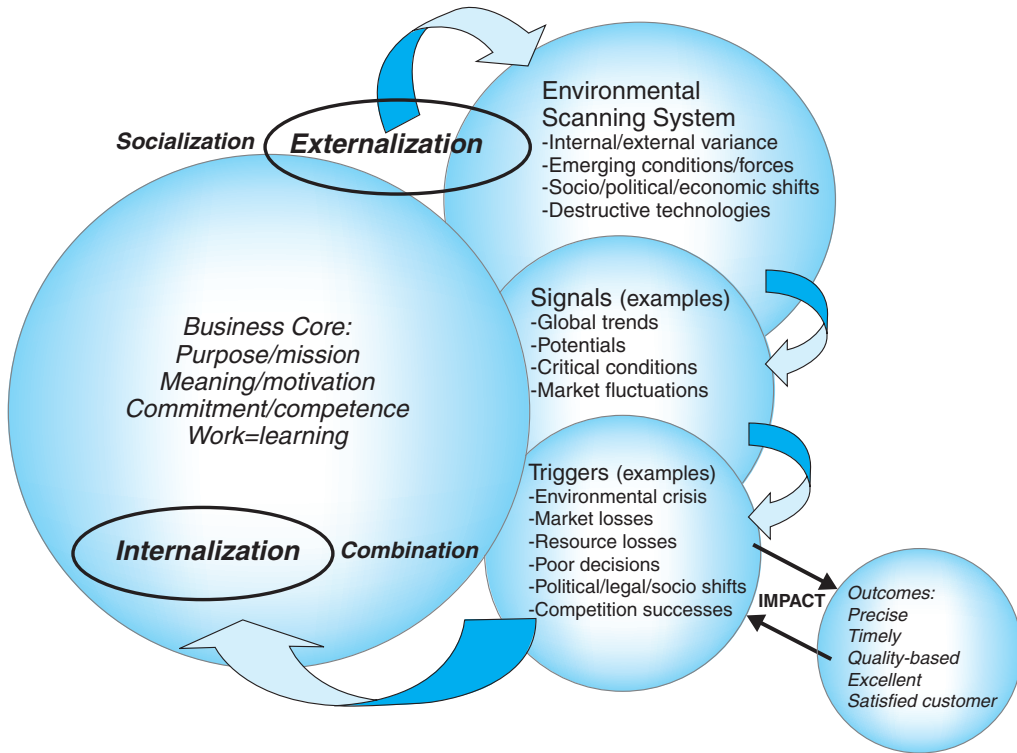 Environmental
Scanning System
-Internal/external variance
-Emerging conditions/forces
-Socio/political/economic shifts
-Destructive technologies
Socialization
Externalization
Signals (examples)
-Global trends
-Potentials
-Critical conditions
-Market fluctuations
Business Core:
Purpose/mission
Meaning/motivation
Commitment/competence
Work=learning
Triggers (examples)
-Environmental crisis
-Market losses
-Resource losses
-Poor decisions
-Political/legal/socio shifts
-Competition successes
Internalization
Combination
IMPACT
Outcomes:
Precise
Timely
Quality-based
Excellent
Satisfied customer